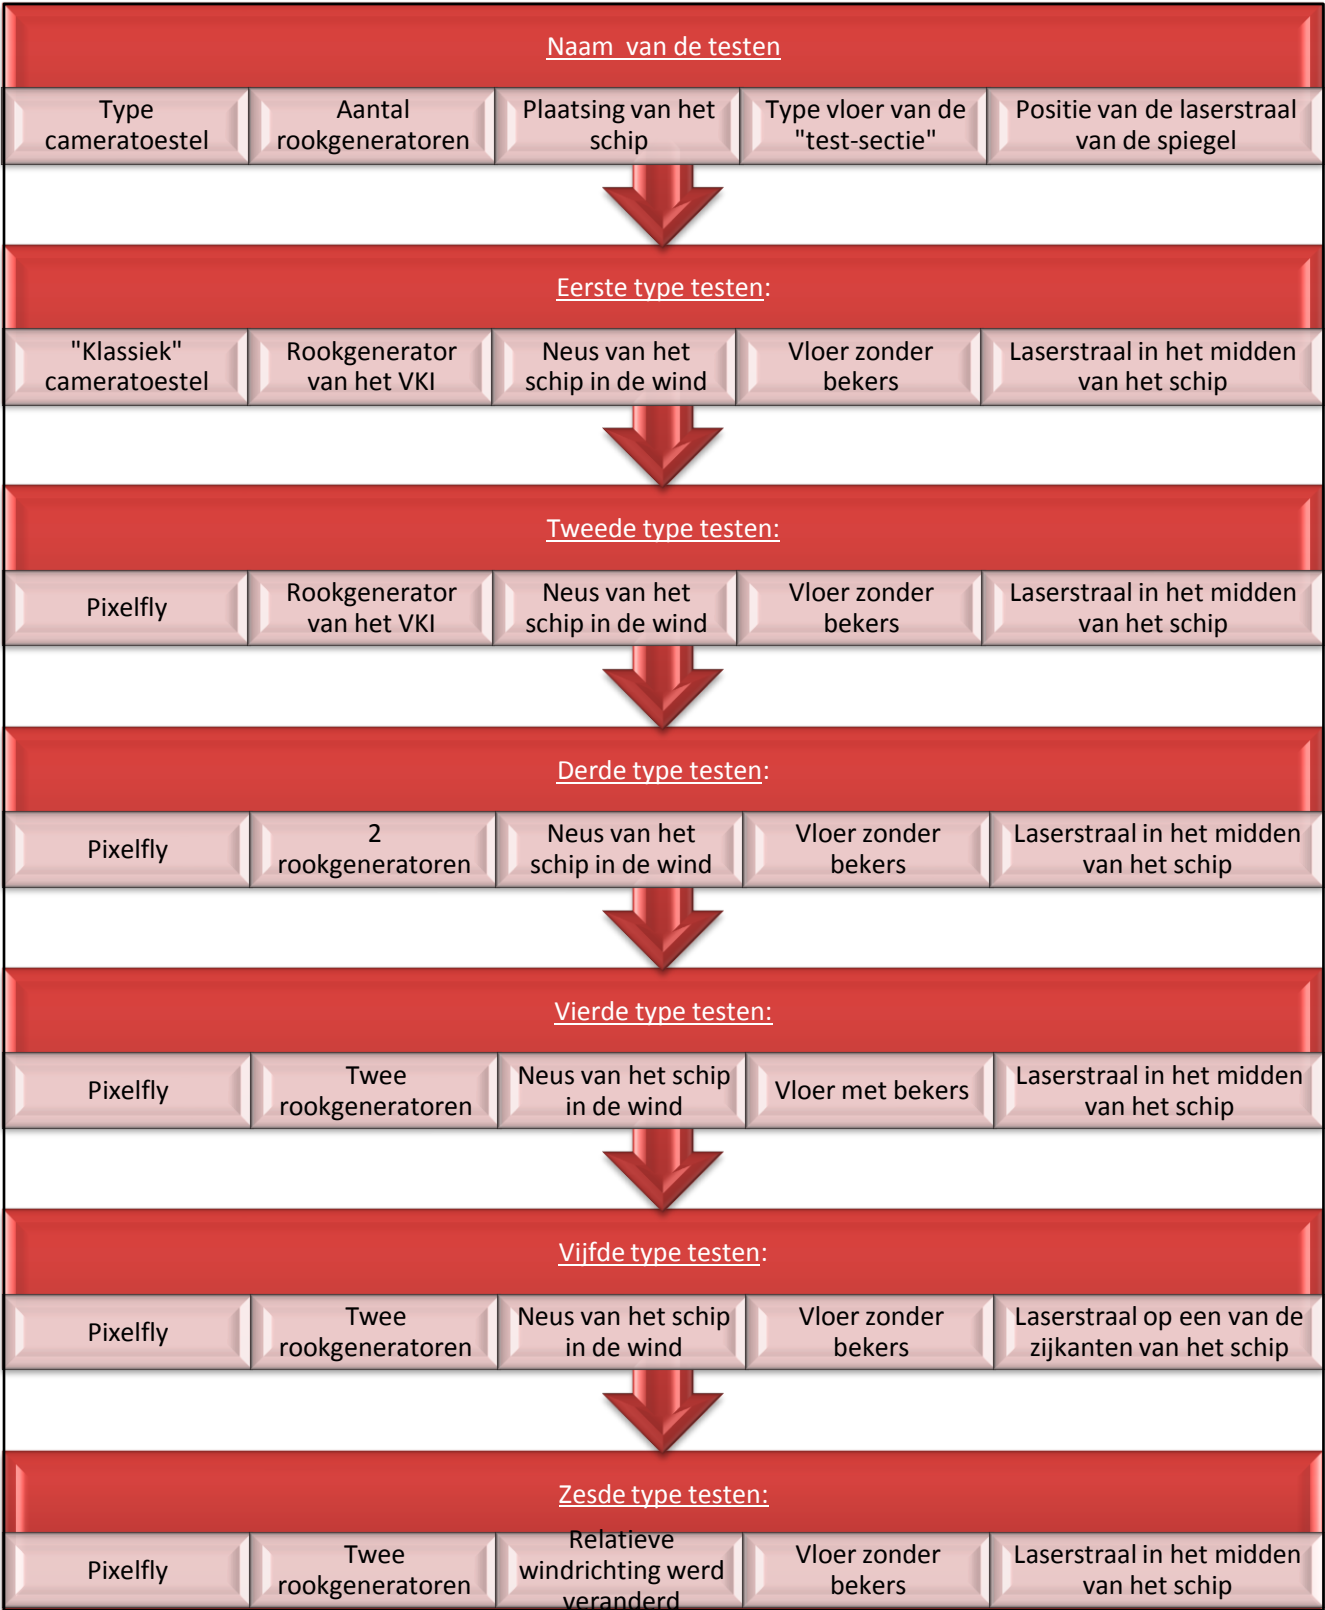 Naam  van de testen
Type
cameratoestel
Aantal
rookgeneratoren
Plaatsing van het
schip
Type vloer van de
"test-sectie"
Positie van de laserstraal
van de spiegel
Eerste type testen:
"Klassiek"
cameratoestel
Rookgenerator
van het VKI
Neus van het
schip in de wind
Vloer zonder
bekers
Laserstraal in het midden
van het schip
Tweede type testen:
Pixelfly
Rookgenerator
van het VKI
Neus van het
schip in de wind
Vloer zonder
bekers
Laserstraal in het midden
van het schip
Derde type testen:
Pixelfly
2
rookgeneratoren
Neus van het
schip in de wind
Vloer zonder
bekers
Laserstraal in het midden
van het schip
Vierde type testen:
Pixelfly
Twee
rookgeneratoren
Neus van het schip
in de wind
Vloer met bekers
Laserstraal in het midden
van het schip
Vijfde type testen:
Pixelfly
Twee
rookgeneratoren
Neus van het schip
in de wind
Vloer zonder
bekers
Laserstraal op een van de
zijkanten van het schip
Zesde type testen:
Pixelfly
Twee
rookgeneratoren
Relatieve
windrichting werd
veranderd
Vloer zonder
bekers
Laserstraal in het midden
van het schip